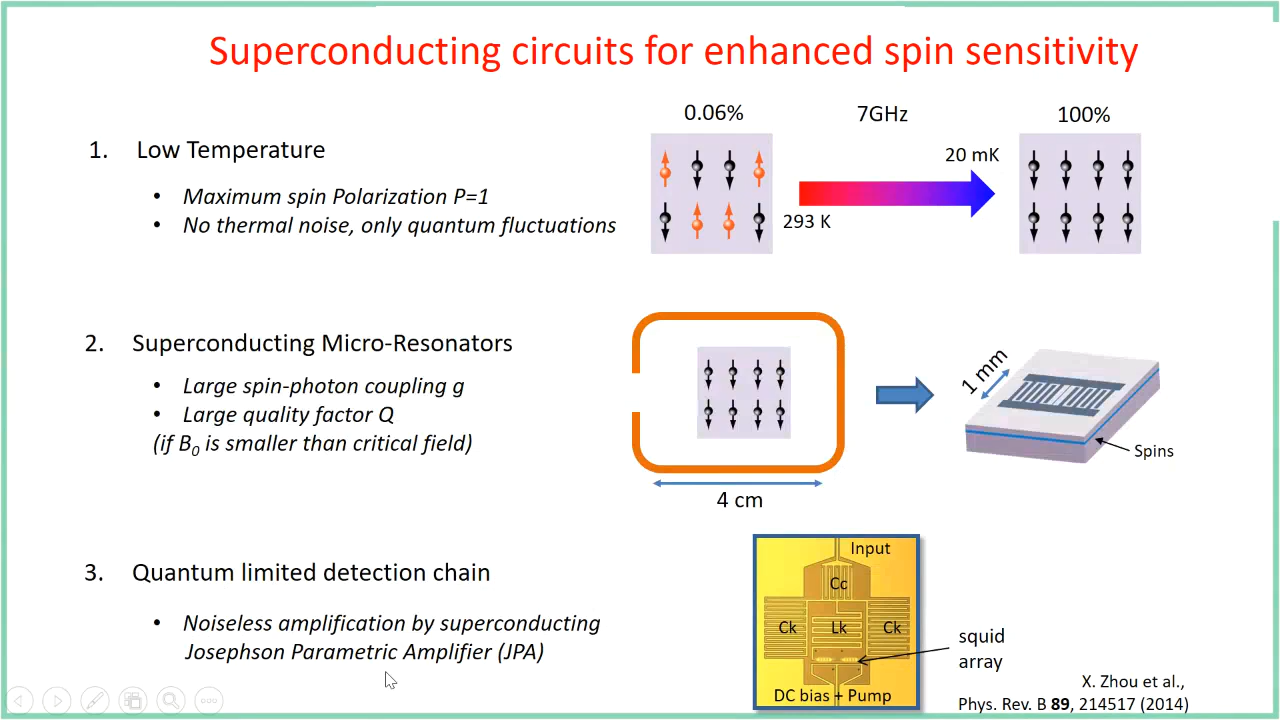 Superconducting circuits for enhanced spin sensitivity
0.06%
7GHz
100%
1. Low Temperature
20 mK
• Maximum spin Polarization P=1
293 K
• No thermal noise, only quantum fluctuations
2. Superconducting Micro-Resonators
• Large spin-photon coupling g
• Large quality factor Q
(if B0 is smaller than critical field)
1 mm
Spins
4 cm
3. Quantum limited detection chain
• Noiseless amplification by superconducting
Josephson Parametric Amplifier (JPA)
Input
Cc
Ck
Lk
Ck
DC bias + Pump
squid
array
X. Zhou et al.,
Phys. Rev. B 89, 214517 (2014)